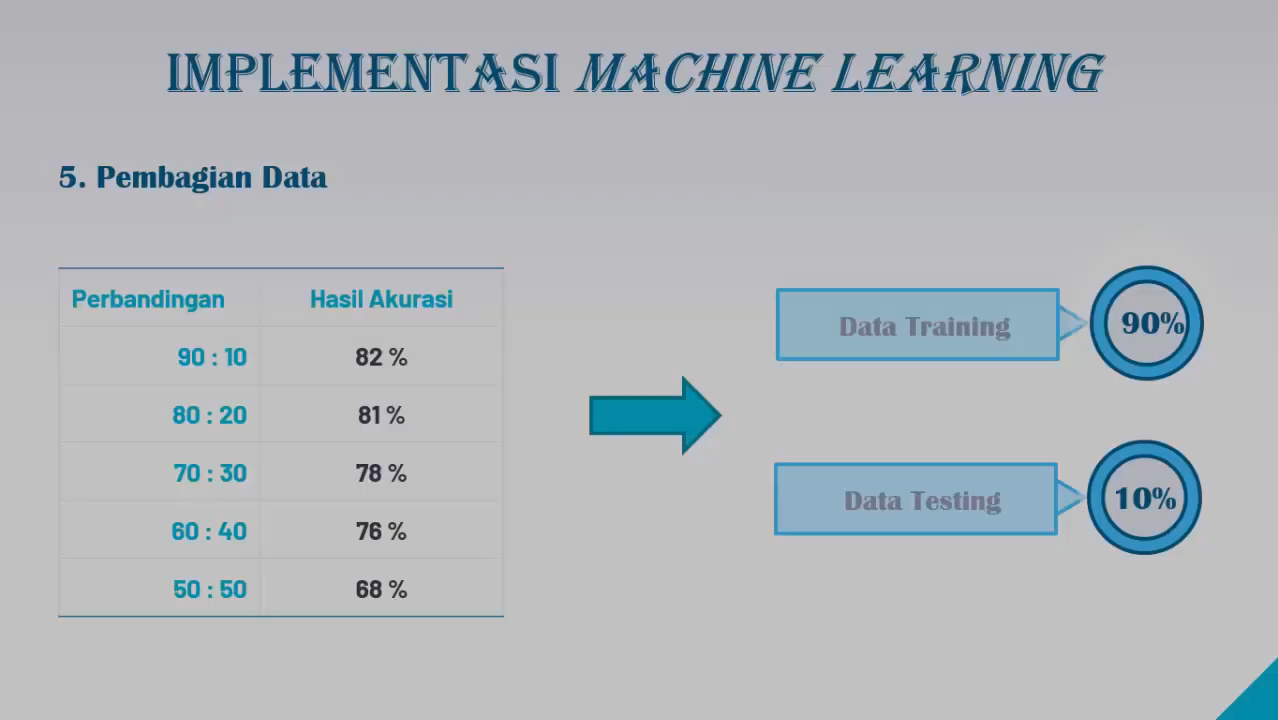 IMPLEMENTASI MACHINE LEARNING
5. Pembagian Data
Perbandingan Hasil Akurasi
90 : 10 82 %
80 : 20 81 %
70 : 30 78 %
60 : 40 76 %
50 : 50 68 %
Data Training 90%
Data Testing 10%